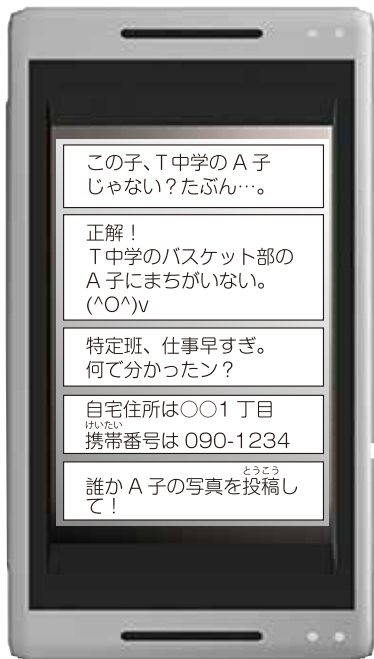 この子、T中学のA子
じゃない？たぶん…。
正解！
T中学のバスケット部の
A子にまちがいない。
(^O^)v
特定班、仕事早すぎ。
何で分かったン？
自宅住所は○○1丁目
けいたい
携帯番号は090-1234
とうこう
誰かA子の写真を投稿し
て！